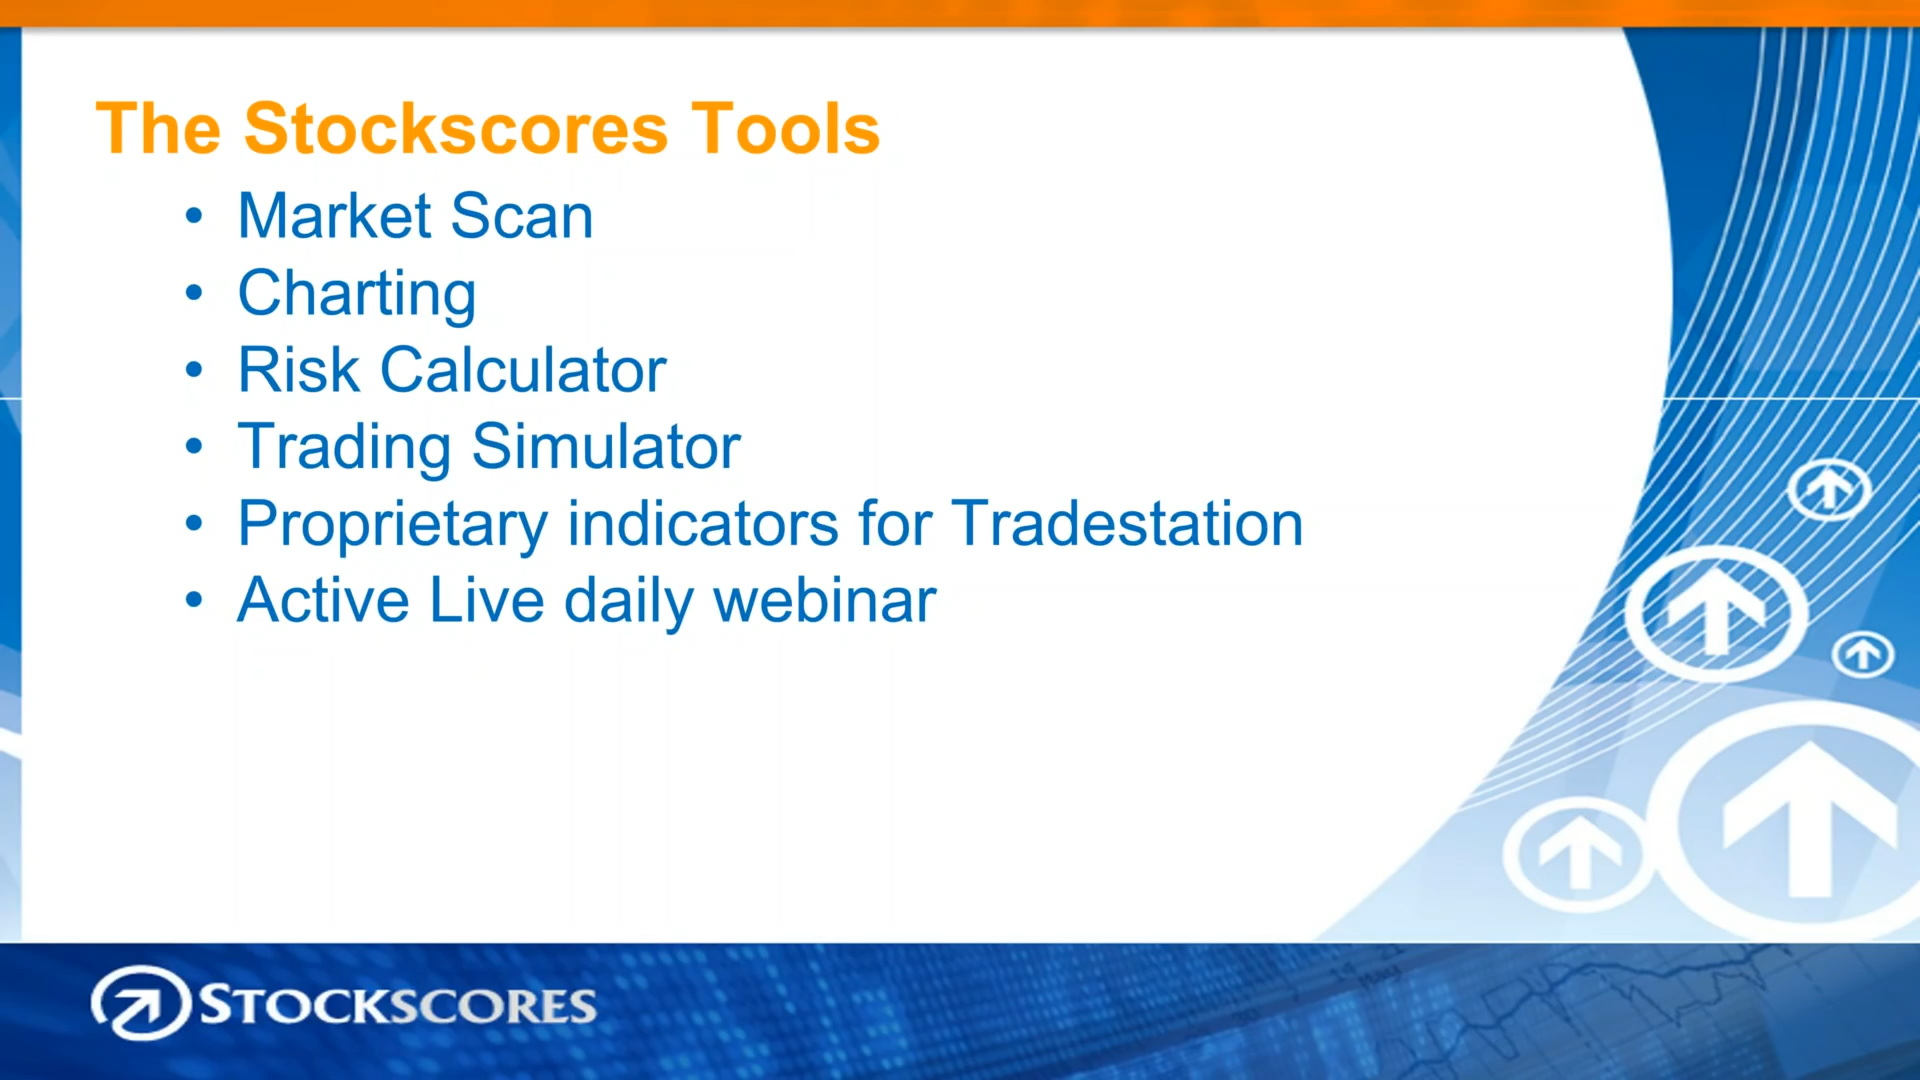 The Stockscores Tools
• Market Scan
• Charting
• Risk Calculator
• Trading Simulator
• Proprietary indicators for Tradestation
• Active Live daily webinar
STOCKSCORES